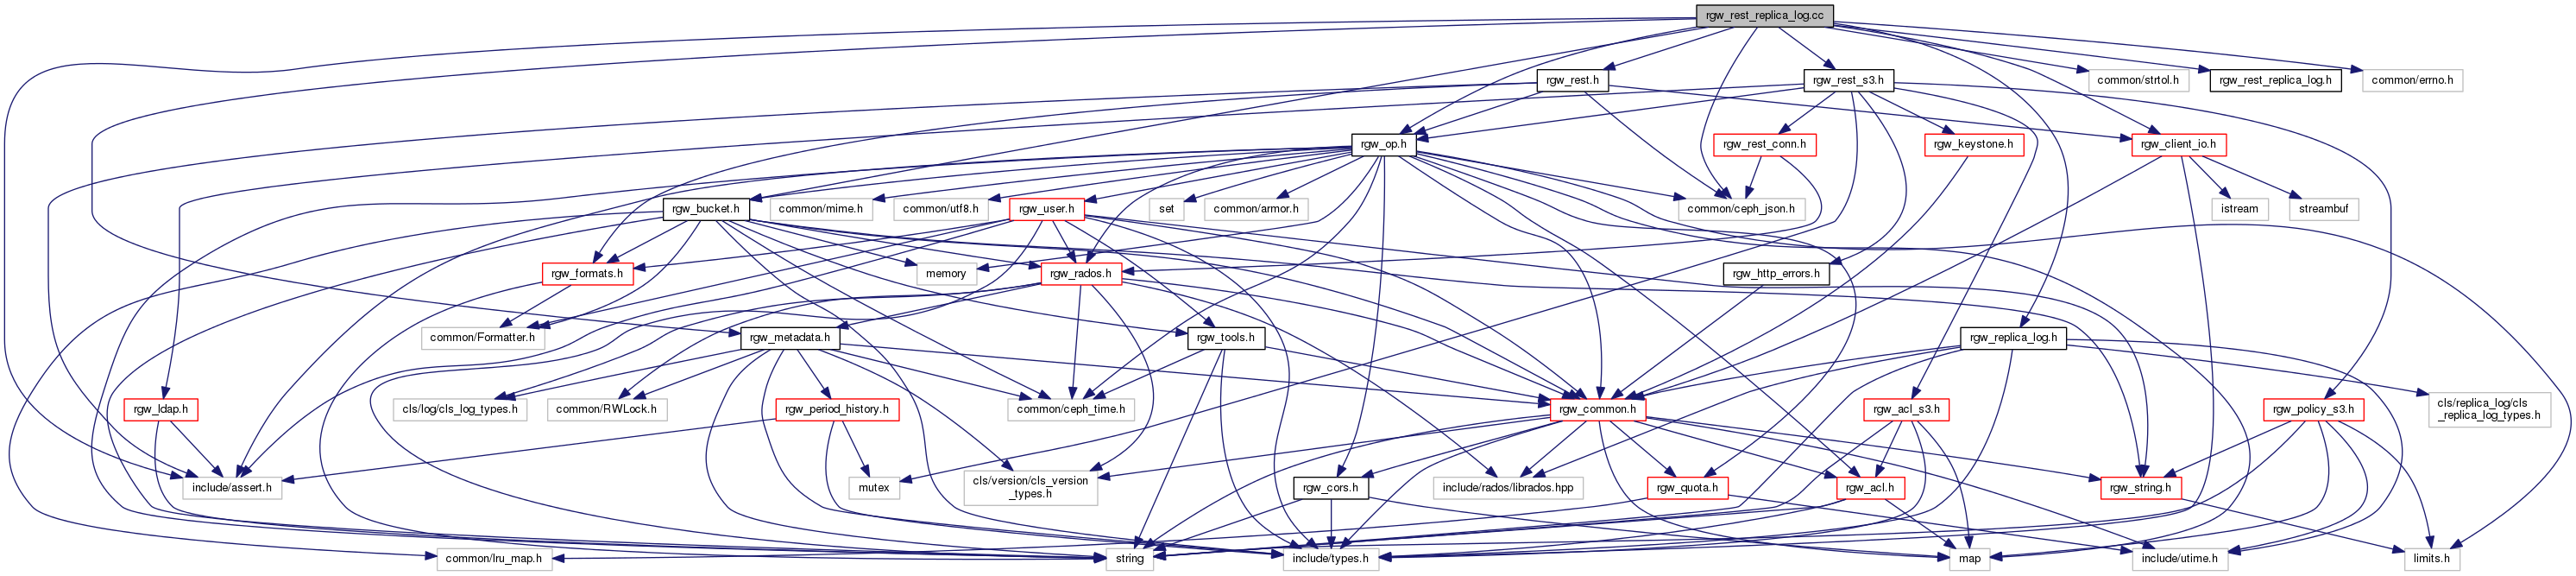 rgw_rest_replica_log.cc
rgw_rest.h
rgw_rest_s3.h
common/strtol.h
rgw_rest_replica_log.h
common/errno.h
rgw_op.h
rgw_rest_conn.h
rgw_keystone.h
rgw_client_io.h
rgw_bucket.h
common/mime.h
common/utf8.h
rgw_user.h
set
common/armor.h
common/ceph_json.h
istream
streambuf
rgw_formats.h
memory
rgw_rados.h
rgw_http_errors.h
common/Formatter.h
rgw_metadata.h
rgw_tools.h
rgw_replica_log.h
rgw_ldap.h
cls/log/cls_log_types.h
common/RWLock.h
rgw_period_history.h
common/ceph_time.h
rgw_common.h
rgw_acl_s3.h
rgw_policy_s3.h
cls/replica_log/cls
_replica_log_types.h
include/assert.h
mutex
cls/version/cls_version
_types.h
rgw_cors.h
include/rados/librados.hpp
rgw_quota.h
rgw_acl.h
rgw_string.h
common/lru_map.h
string
include/types.h
map
include/utime.h
limits.h